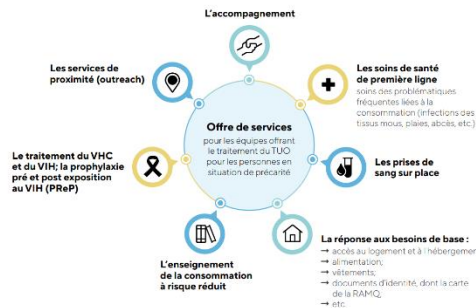 L'accompagnement
Les soins de santé
de première ligne
soins des problématiques
fréquentes liées à la
consommation (infections des
tissus mous, plaies, abcès, etc.)
Les prises de
sang sur place
La réponse aux besoins de base :
→ accès au logement et à l'hébergement;
→ alimentation;
→ vêtements;
→ documents d'identité, dont la carte
de la RAMQ;
→ etc.
L'enseignement
de la consommation
à risque réduit
Le traitement du VHC
et du VIH; la prophylaxie
pré et post exposition
au VIH (PReP)
Les services de
proximité (outreach)
Offre de services
pour les équipes offrant
le traitement du TUO
pour les personnes en
situation de précarité